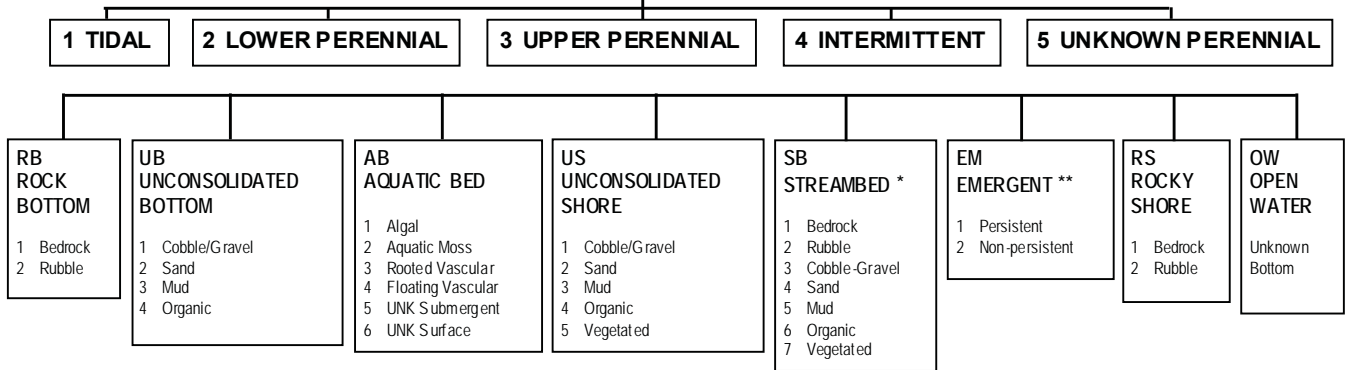 1 TIDAL
2 LOWER PERENNIAL
3 UPPER PERENNIAL
4 INTERMITTENT
5 UNKNOWN PERENNIAL
RB
ROCK
BOTTOM
1 Bedrock
2 Rubble
UB
UNCONSOLIDATED
BOTTOM
1 Cobble/Gravel
2 Sand
3 Mud
4 Organic
AB
AQUATIC BED
1 Algal
2 Aquatic Moss
3 Rooted Vascular
4 Floating Vascular
5 UNK Submergent
6 UNK Surface
US
UNCONSOLIDATED
SHORE
1 Cobble/Gravel
2 Sand
3 Mud
4 Organic
5 Vegetated
SB
STREAMBED *
1 Bedrock
2 Rubble
3 Cobble-Gravel
4 Sand
5 Mud
6 Organic
7 Vegetated
EM
EMERGENT **
1 Persistent
2 Non-persistent
RS
ROCKY
SHORE
1 Bedrock
2 Rubble
OW
OPEN
WATER
Unknown
Bottom